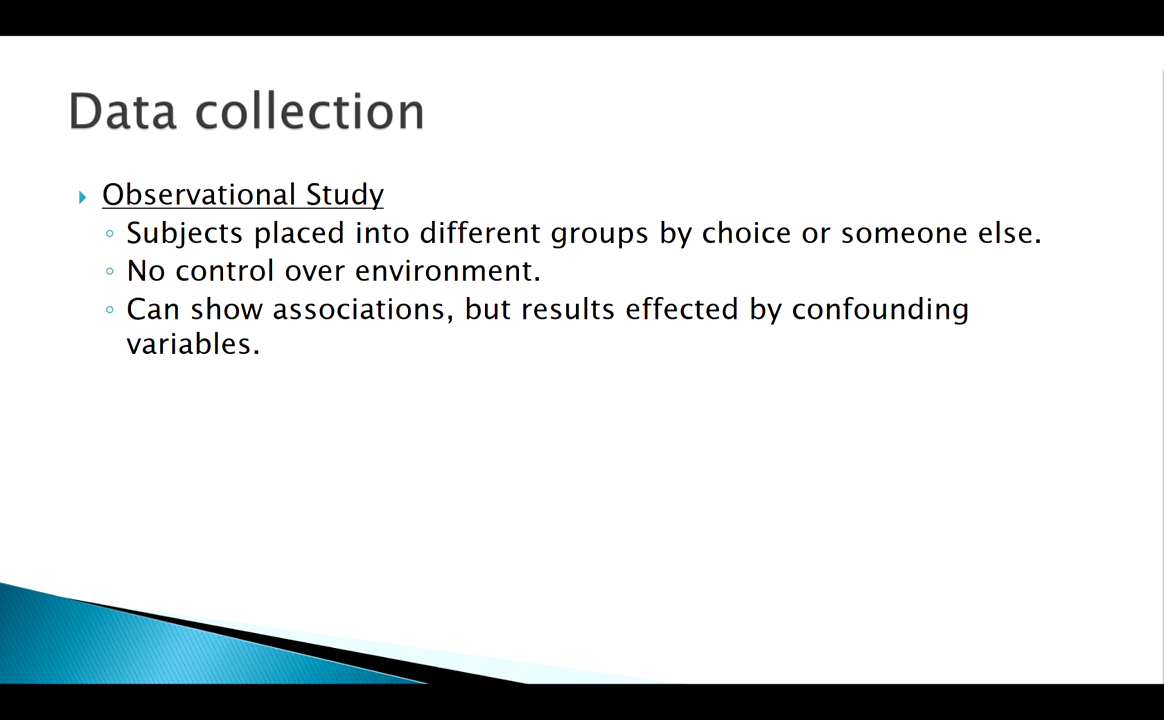 Data collection
Observational Study
Subjects placed into different groups by choice or someone else.
No control over environment.
Can show associations, but results effected by confounding
variables.